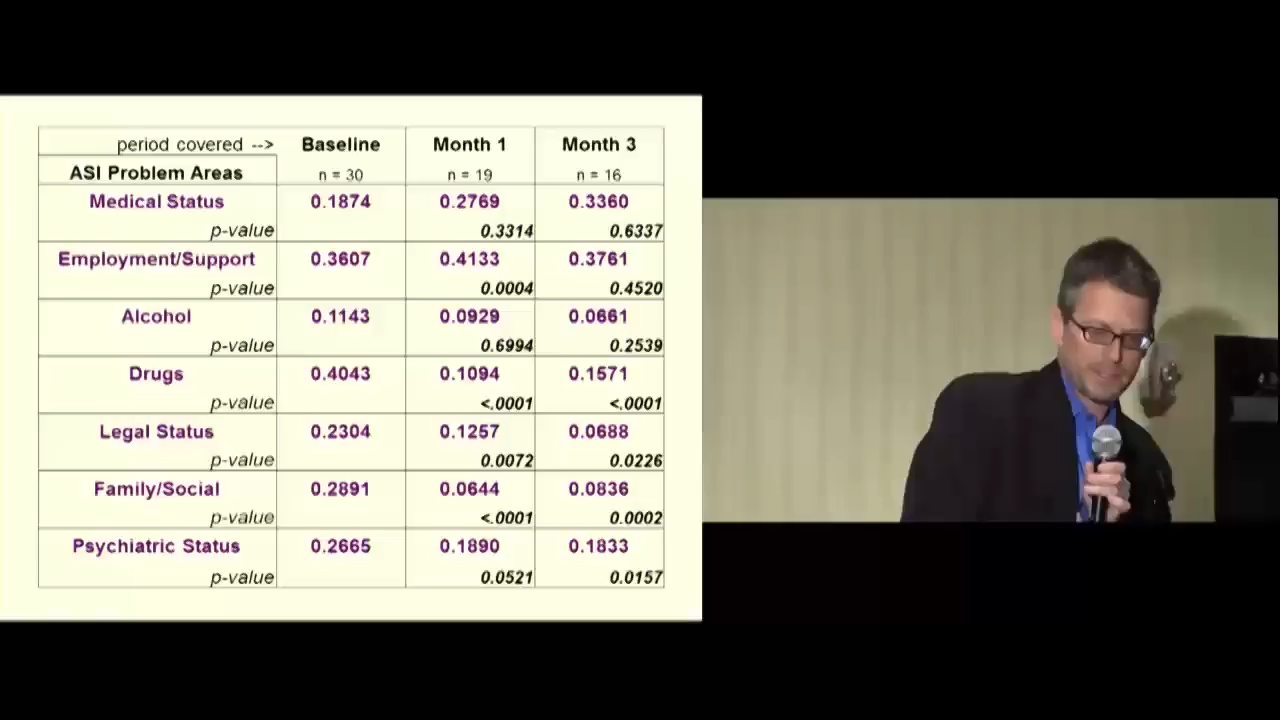 period covered --> Baseline Month 1 Month 3
ASI Problem Areas n = 30 n = 19 n = 16
Medical Status 0.1874 0.2769 0.3360
p-value 0.3314 0.6337
Employment/Support 0.3607 0.4133 0.3761
p-value 0.0004 0.4520
Alcohol 0.1143 0.0929 0.0661
p-value 0.6994 0.2539
Drugs 0.4043 0.1094 0.1571
p-value <.0001 <.0001
Legal Status 0.2304 0.1257 0.0688
p-value 0.0072 0.0226
Family/Social 0.2891 0.0644 0.0836
p-value <.0001 0.0002
Psychiatric Status 0.2665 0.1890 0.1833
p-value 0.0521 0.0157